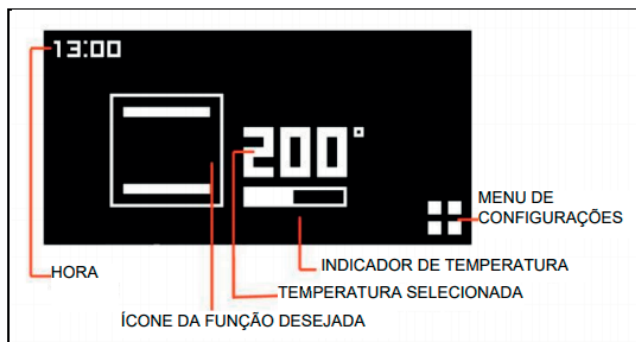 13:00
200°
MENU DE
CONFIGURAÇÕES
INDICADOR DE TEMPERATURA
HORA
TEMPERATURA SELECIONADA
ÍCONE DA FUNÇÃO DESEJADA